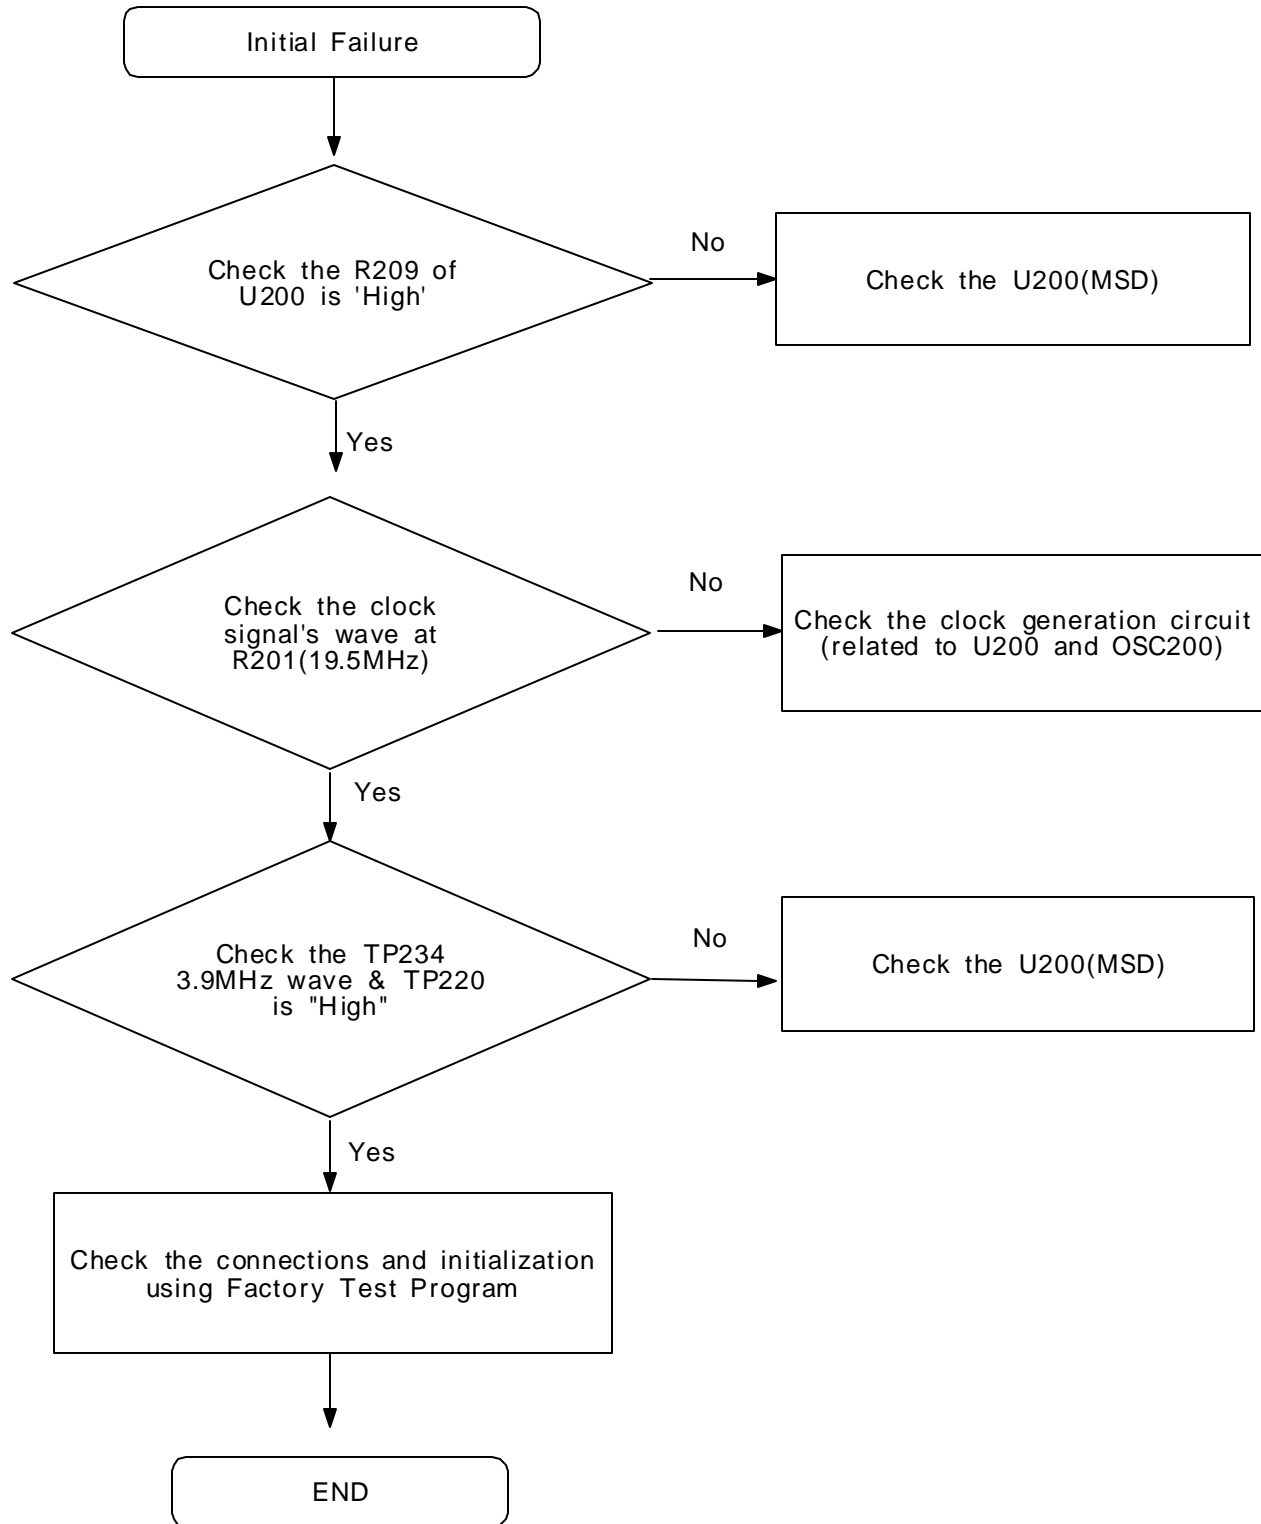 Initial Failure
Check the R209 of
U200 is 'High'
No
Check the U200(MSD)
Yes
Check the clock
signal's wave at
R201(19.5MHz)
No
Check the clock generation circuit
(related to U200 and OSC200)
Yes
Check the TP234
3.9MHz wave & TP220
is "High"
No
Check the U200(MSD)
Yes
Check the connections and initialization
using Factory Test Program
END